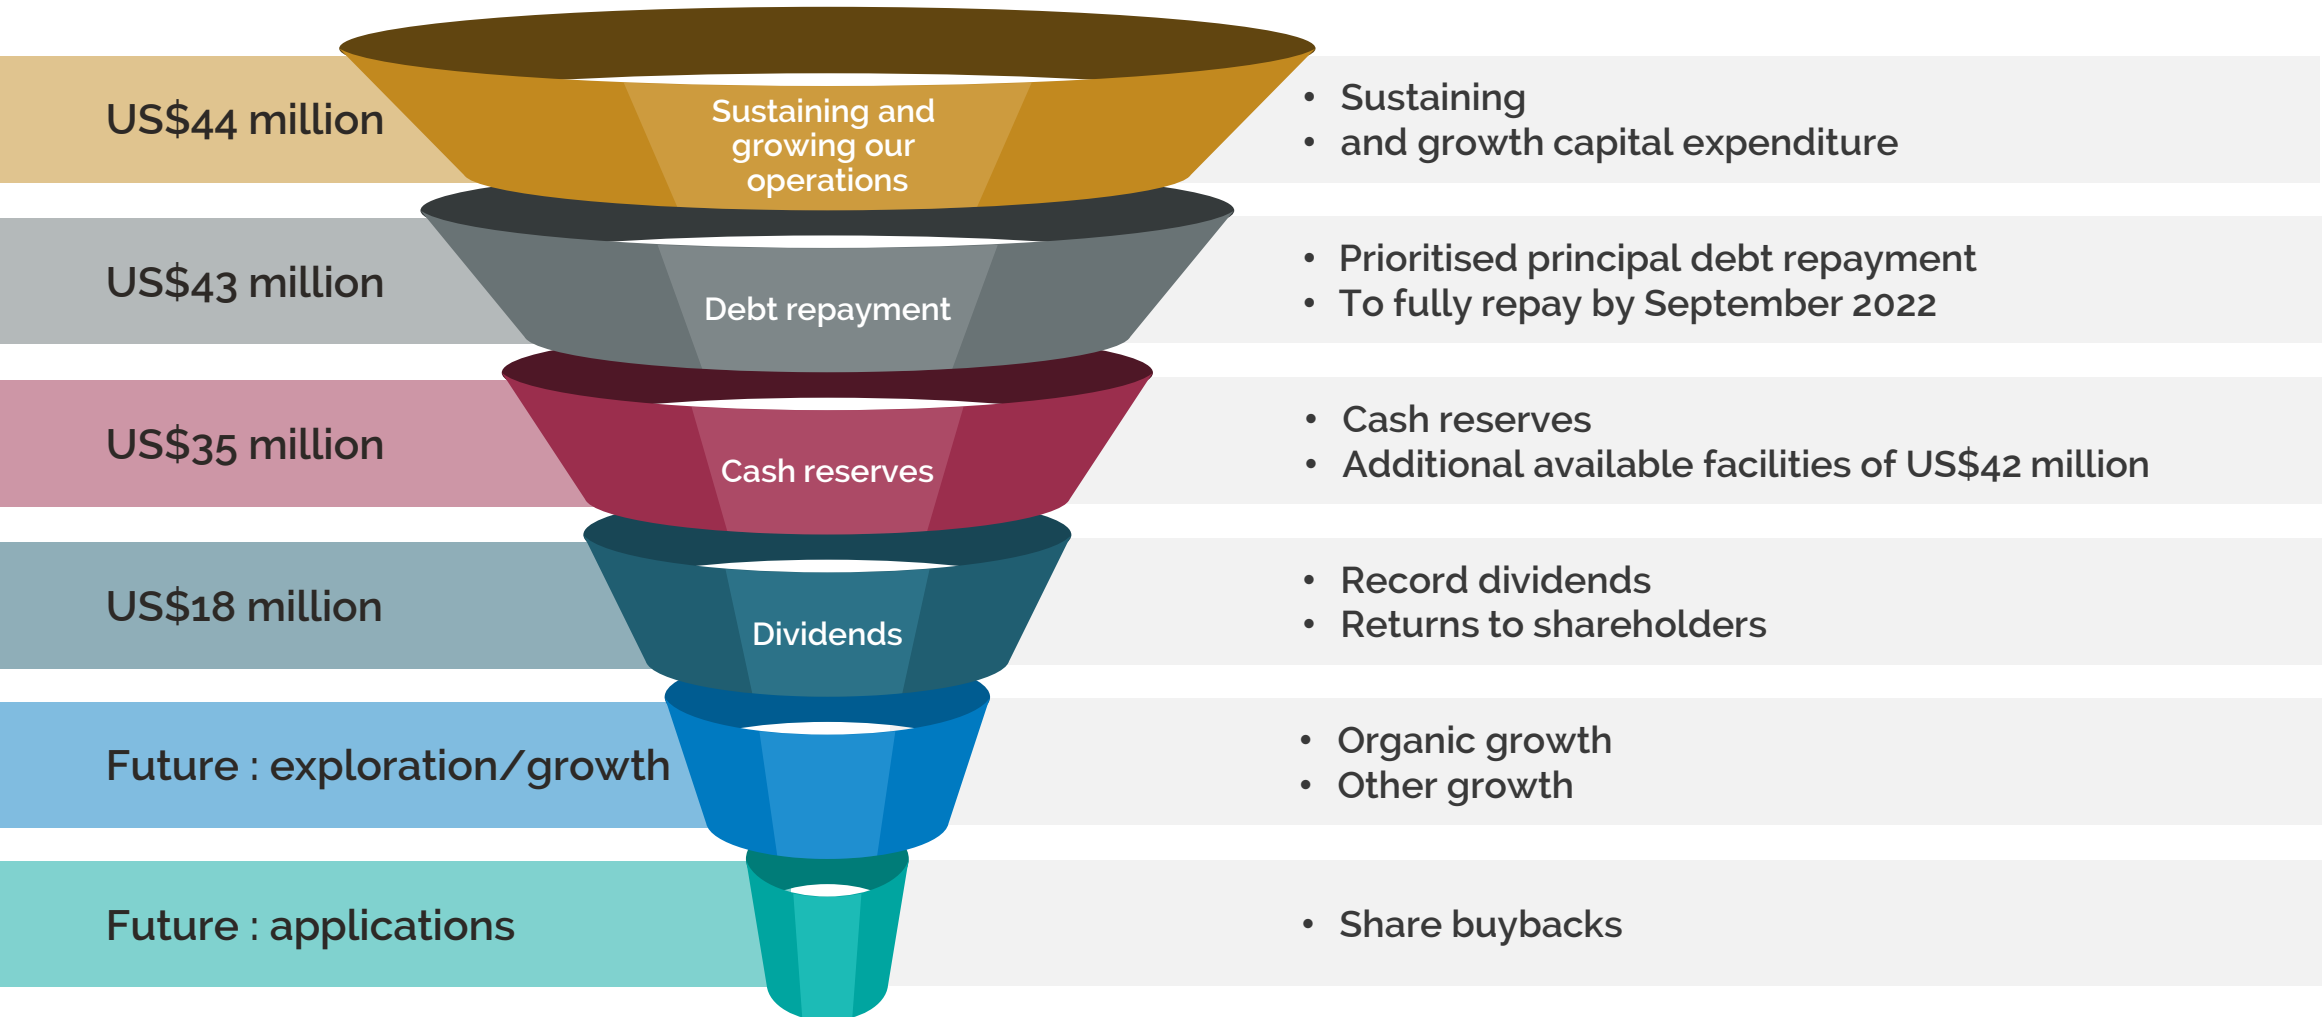 US$44 million
Sustaining and
growing our
operations
• Sustaining
• and growth capital expenditure
US$43 million
Debt repayment
• Prioritised principal debt repayment
• To fully repay by September 2022
US$35 million
Cash reserves
• Cash reserves
• Additional available facilities of US$42 million
US$18 million
Dividends
• Record dividends
• Returns to shareholders
Future : exploration/growth
• Organic growth
• Other growth
Future : applications
• Share buybacks